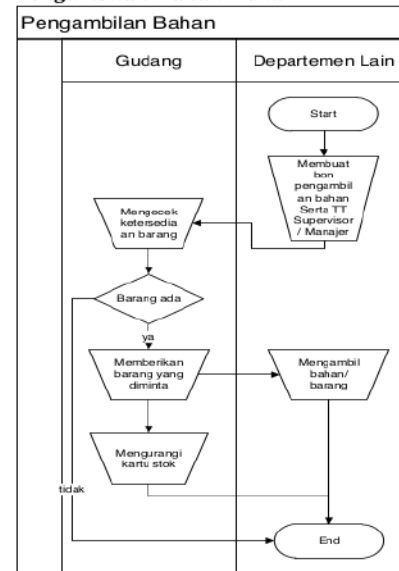 Pengambilan Bahan
Gudang
Departemen Lain
Start
Membuat
bon
pengambil
an bahan
Serta TT
Supervisor
/ Manajer
Mengecek
ketersedia
an barang
Barang ada
ya
Memberikan
barang yang
diminta
Mengambil
bahan/
barang
Mengurangi
kartu stok
tidak
End